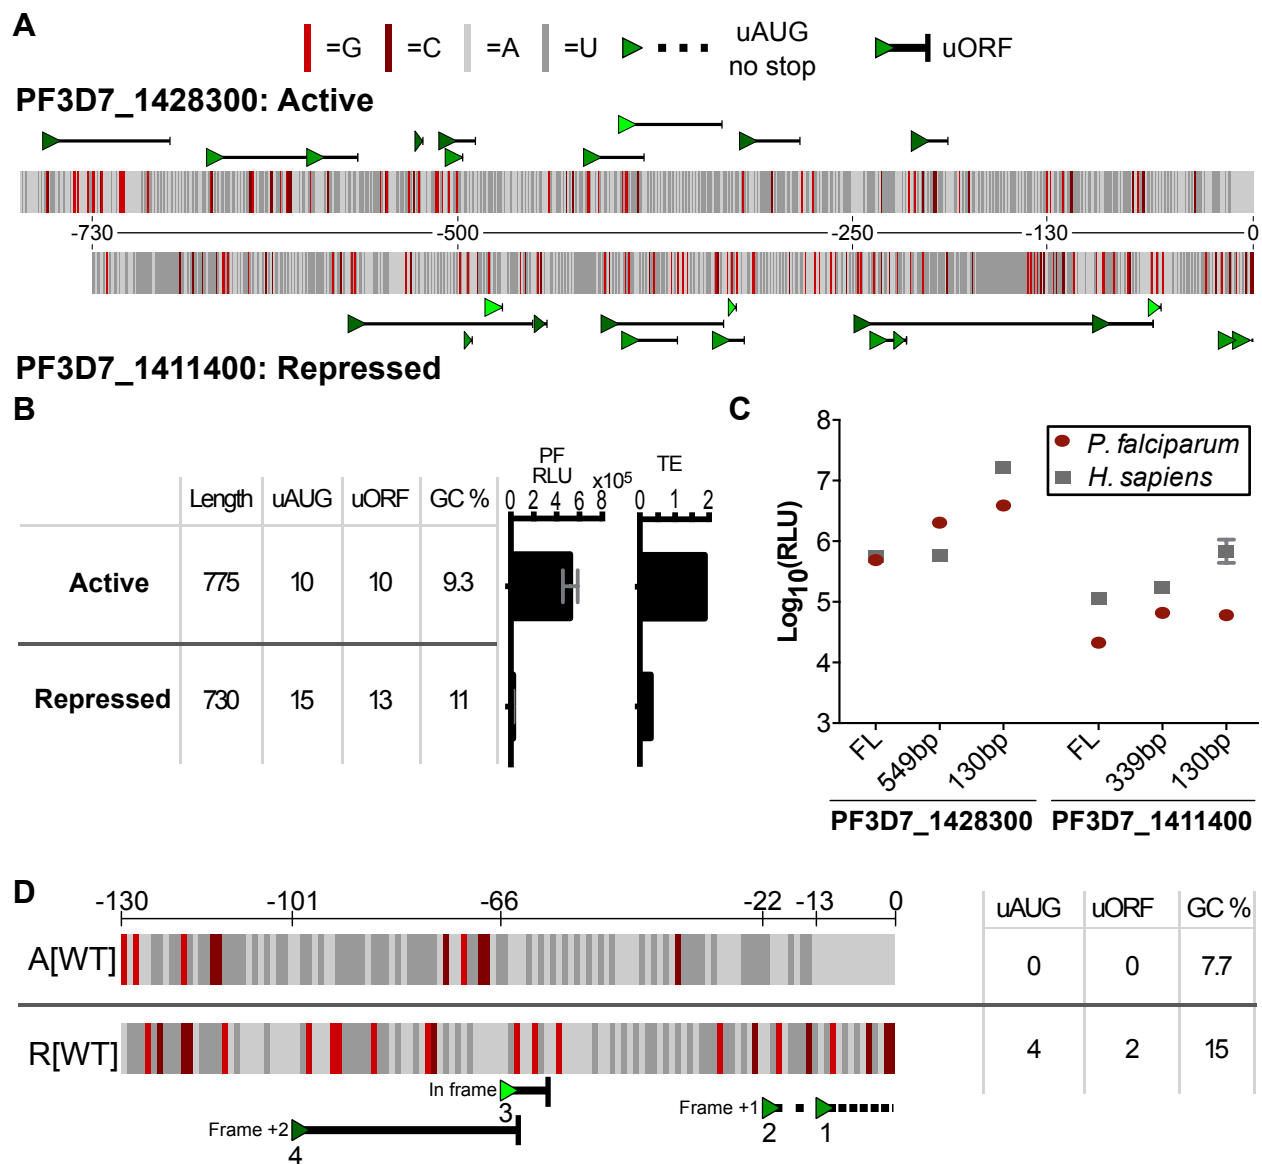 A
=G =C =A =U uAUG no stop uORF
PF3D7_1428300: Active
-730 -500 -250 -130 0
PF3D7_1411400: Repressed
B
PF RLU x10⁵ TE
Length uAUG uORF GC % 0 2 4 6 8 0 1 2
Active 775 10 10 9.3
Repressed 730 15 13 11
C
8
7
6
5
4
3
Log10(RLU)
P. falciparum
H. sapiens
FL 549bp 130bp FL 339bp 130bp
PF3D7_1428300 PF3D7_1411400
D
-130 -101 -66 -22 -13 0
uAUG uORF GC %
A[WT] 0 0 7.7
R[WT] 4 2 15
In frame 3
Frame +1 2 1
Frame +2 4